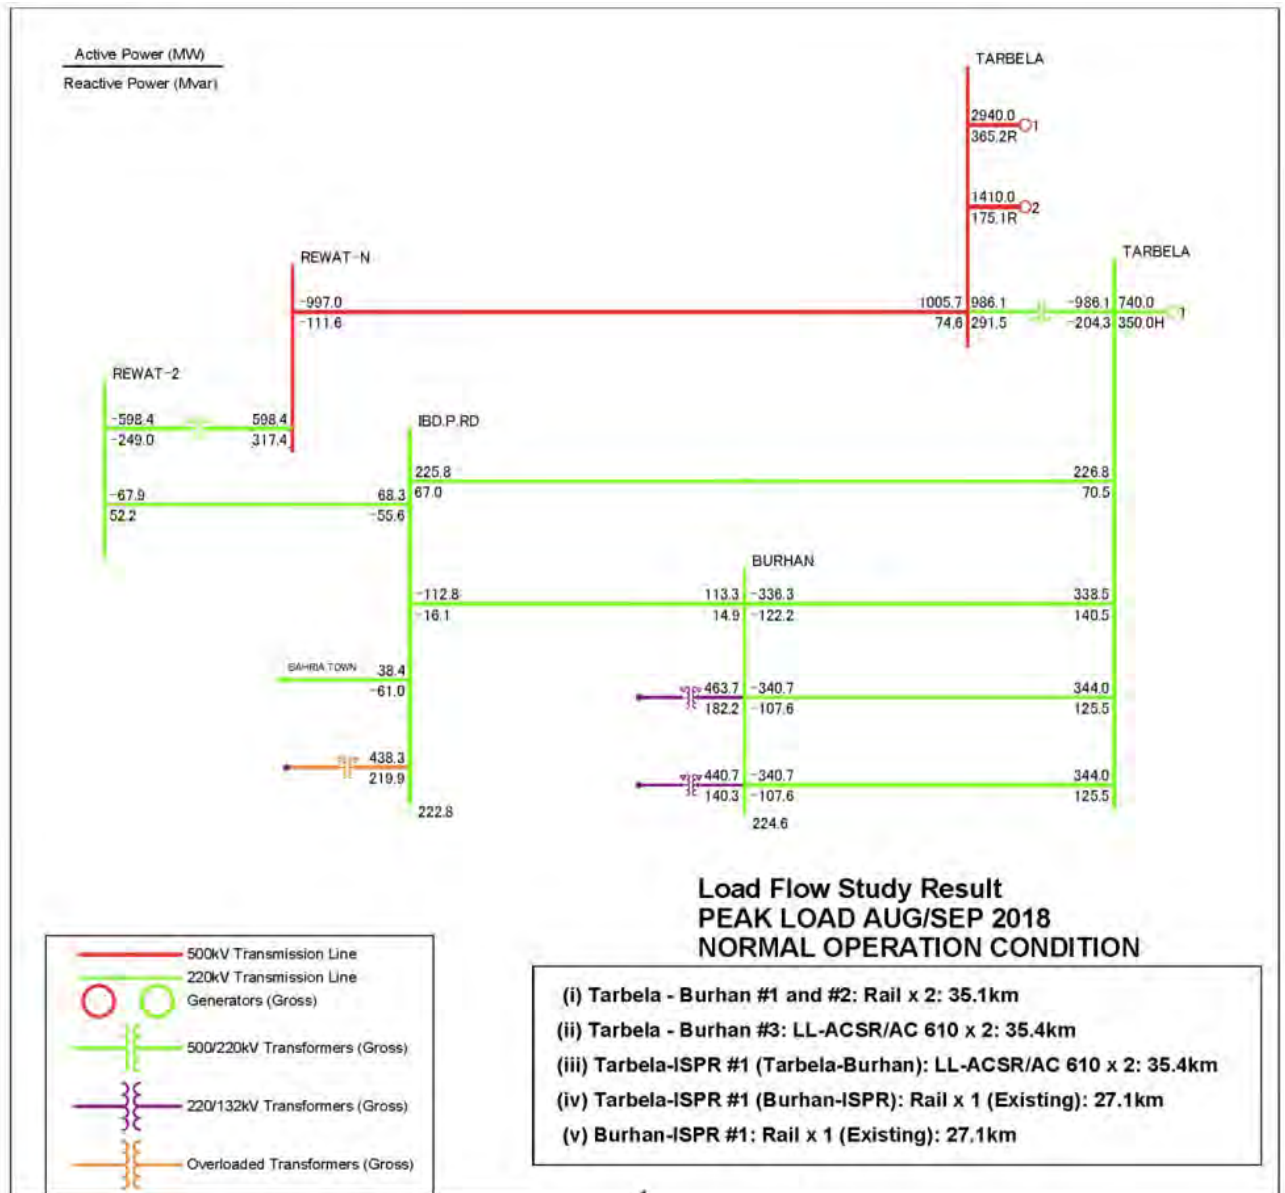 Active Power (MW)
Reactive Power (Mvar)
TARBELA
2940.0
365.2R
1
1410.0
175.1R
2
REWAT-N
TARBELA
-997.0
-111.6
1005.7 986.1
74.6 291.5
-986.1 740.0
-204.3 350.0H
1
REWAT-2
-598.4
-249.0
598.4
317.4
IBD.P.RD
225.8
67.0
226.8
70.5
-67.9
52.2
68.3
-55.6
BURHAN
-112.8
-16.1
113.3 -336.3
14.9 -122.2
338.5
140.5
BAHRIA TOWN
38.4
-61.0
463.7 -340.7
182.2 -107.6
344.0
125.5
438.3
219.9
440.7 -340.7
140.3 -107.6
344.0
125.5
222.8
224.6
Load Flow Study Result
PEAK LOAD AUG/SEP 2018
NORMAL OPERATION CONDITION
500kV Transmission Line
220kV Transmission Line
Generators (Gross)
500/220kV Transformers (Gross)
220/132kV Transformers (Gross)
Overloaded Transformers (Gross)
(i) Tarbela - Burhan #1 and #2: Rail x 2: 35.1km
(ii) Tarbela - Burhan #3: LL-ACSR/AC 610 x 2: 35.4km
(iii) Tarbela-ISPR #1 (Tarbela-Burhan): LL-ACSR/AC 610 x 2: 35.4km
(iv) Tarbela-ISPR #1 (Burhan-ISPR): Rail x 1 (Existing): 27.1km
(v) Burhan-ISPR #1: Rail x 1 (Existing): 27.1km